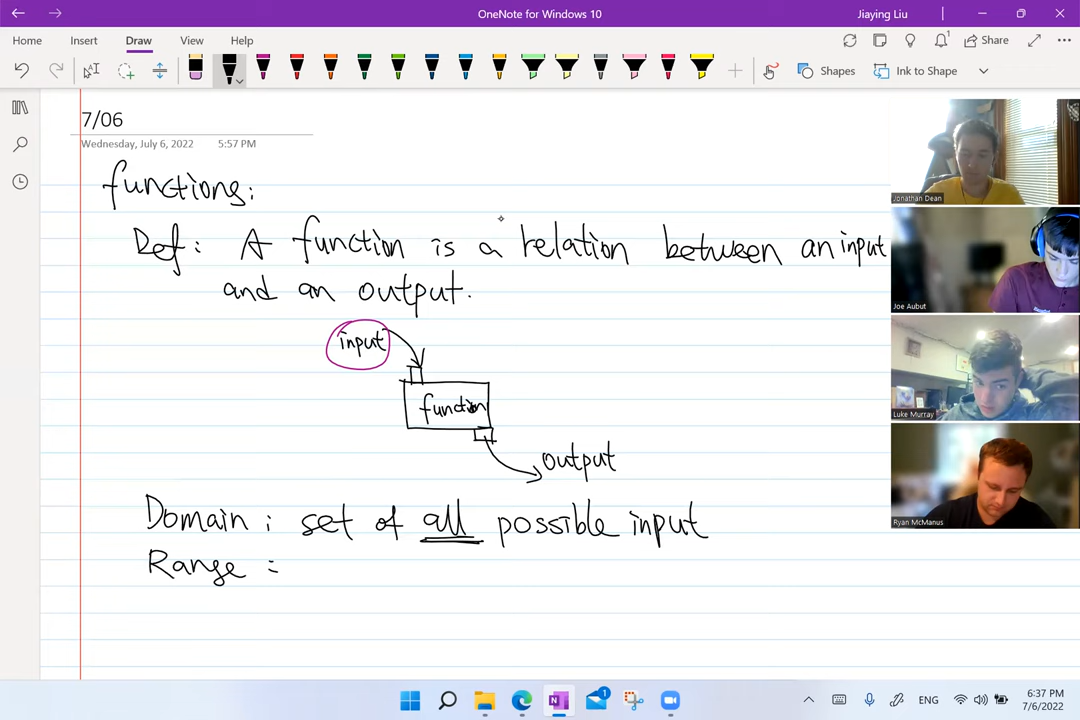 OneNote for Windows 10
Jiaying Liu
Home Insert Draw View Help
Share
Shapes
Ink to Shape
7/06
Wednesday, July 6, 2022 5:57 PM
functions:
Def: A function is a relation between an input
and an output.
input
function
output
Domain: set of all possible input
Range:
Jonathan Dean
Joe Aubut
Luke Murray
Ryan McManus
1
ENG
6:37 PM
7/6/2022